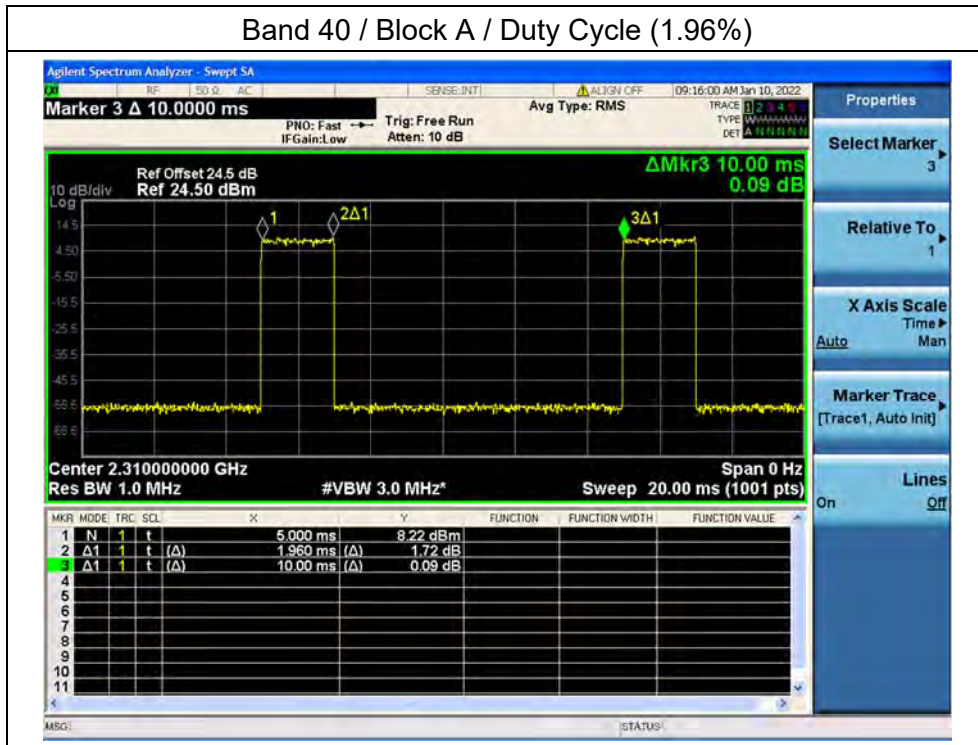 Band 40 / Block A / Duty Cycle (1.96%)
Agilent Spectrum Analyzer - Swept SA
RF 50 Ω AC SENSE:INT ALIGN OFF 09:16:00 AM Jan 10, 2022
Marker 3 Δ 10.0000 ms
PNO: Fast
IFGain:Low
Trig: Free Run
Atten: 10 dB
Avg Type: RMS
TRACE 1 2 3 4 5 6
TYPE
DET A N N N N N
Ref Offset 24.5 dB
10 dB/div Ref 24.50 dBm
Log
ΔMkr3 10.00 ms
0.09 dB
1
2Δ1
3Δ1
14.5
4.50
-5.50
-15.5
-25.5
-35.5
-45.5
-55.5
-65.5
Center 2.310000000 GHz Span 0 Hz
Res BW 1.0 MHz #VBW 3.0 MHz* Sweep 20.00 ms (1001 pts)
MKR MODE TRC SCL X Y FUNCTION FUNCTION WIDTH FUNCTION VALUE
1 N 1 t 5.000 ms 8.22 dBm
2 Δ1 1 t (Δ) 1.960 ms (Δ) 1.72 dB
3 Δ1 1 t (Δ) 10.00 ms (Δ) 0.09 dB
4
5
6
7
8
9
10
11
MSG STATUS
Properties
Select Marker
3
Relative To
1
X Axis Scale
Time
Auto Man
Marker Trace
[Trace1, Auto Init]
Lines
On Off